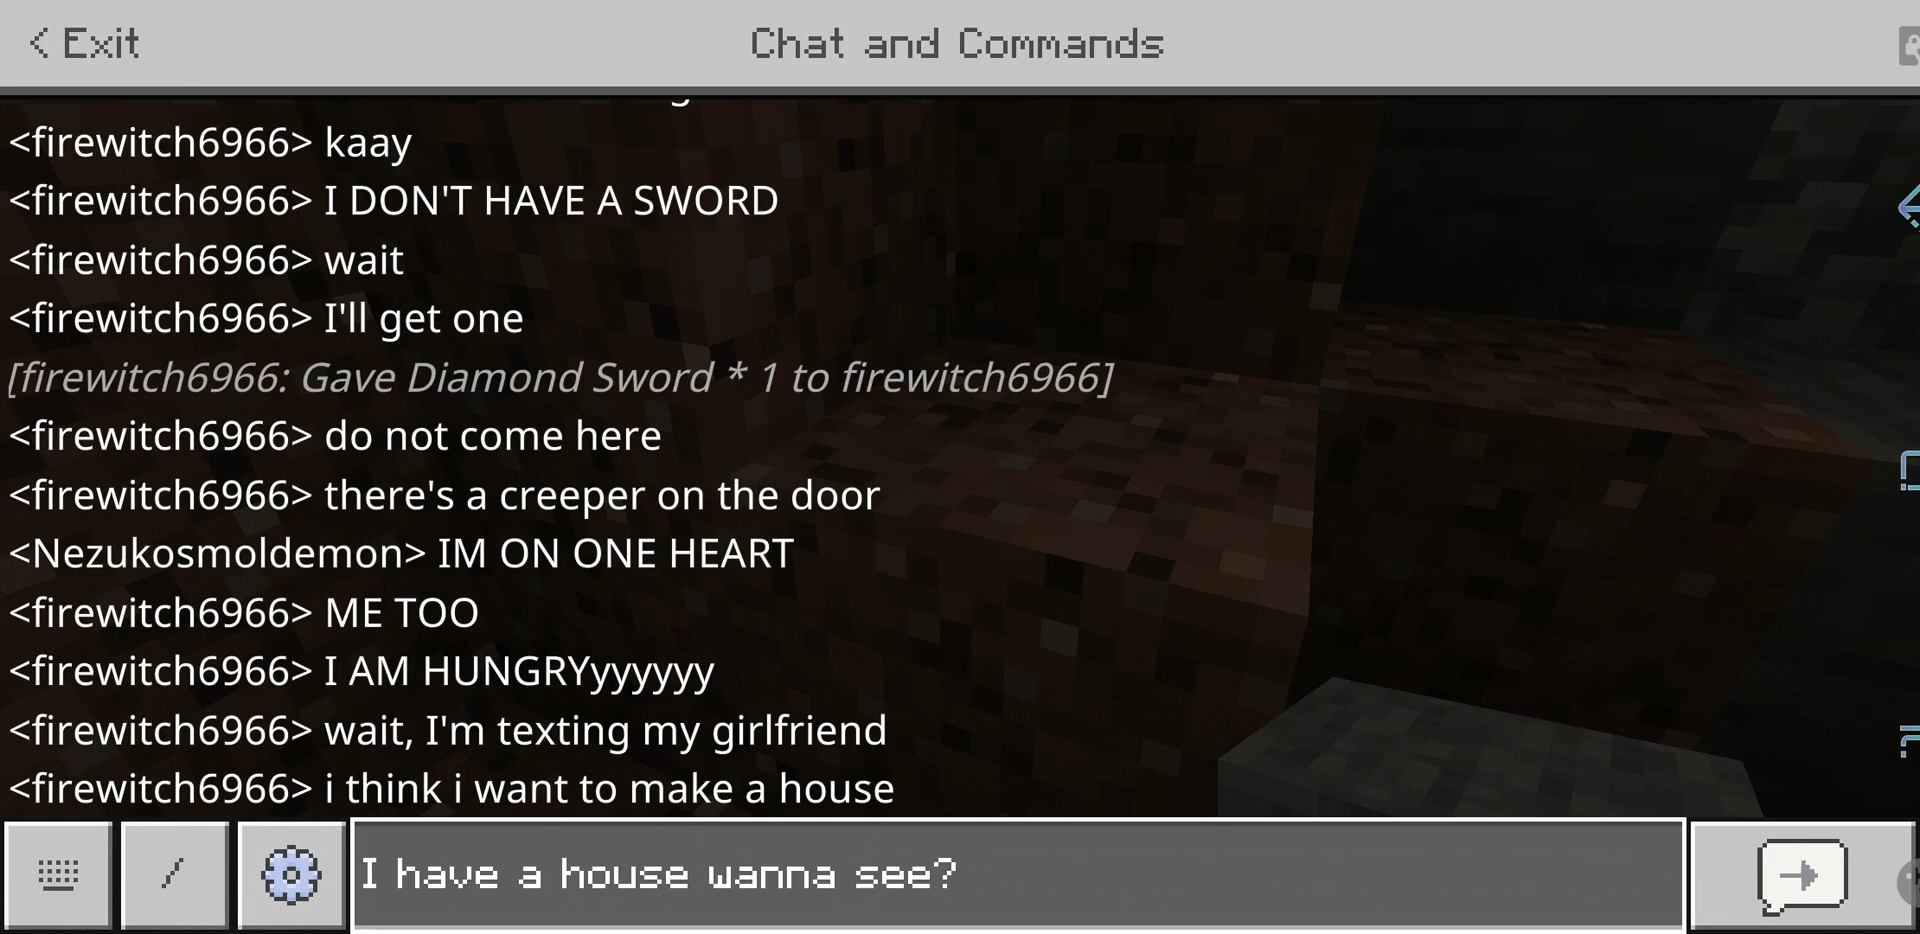 < Exit
Chat and Commands
<firewitch6966> kaay
<firewitch6966> I DON'T HAVE A SWORD
<firewitch6966> wait
<firewitch6966> I'll get one
[firewitch6966: Gave Diamond Sword * 1 to firewitch6966]
<firewitch6966> do not come here
<firewitch6966> there's a creeper on the door
<Nezukosmoldemon> IM ON ONE HEART
<firewitch6966> ME TOO
<firewitch6966> I AM HUNGRYyyyyyy
<firewitch6966> wait, I'm texting my girlfriend
<firewitch6966> i think i want to make a house
/
I have a house wanna see?